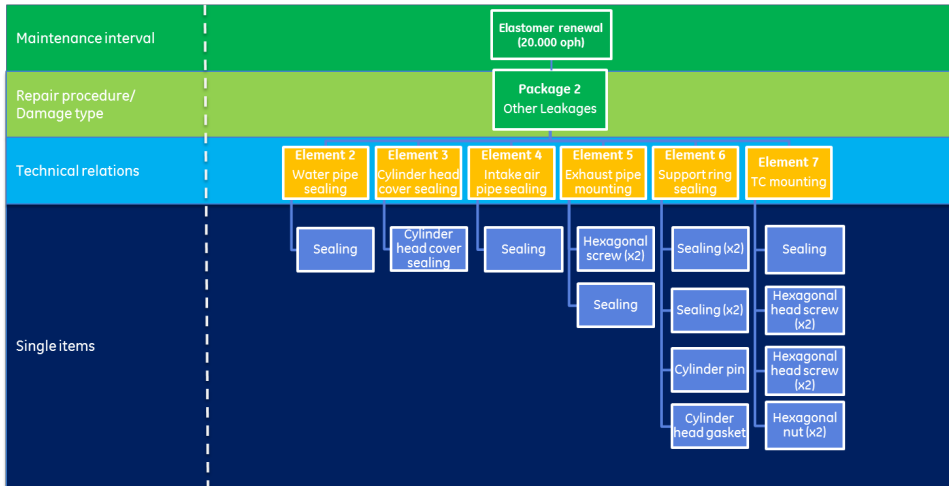 Maintenance interval
Elastomer renewal
(20.000 oph)
Repair procedure/
Damage type
Package 2
Other Leakages
Technical relations
Element 2
Water pipe
sealing
Element 3
Cylinder head
cover sealing
Element 4
Intake air
pipe sealing
Element 5
Exhaust pipe
mounting
Element 6
Support ring
sealing
Element 7
TC mounting
Single items
Sealing
Cylinder
head cover
sealing
Sealing
Hexagonal
screw (x2)
Sealing
Sealing (x2)
Sealing (x2)
Cylinder pin
Cylinder
head gasket
Sealing
Hexagonal
head screw
(x2)
Hexagonal
head screw
(x2)
Hexagonal
nut (x2)